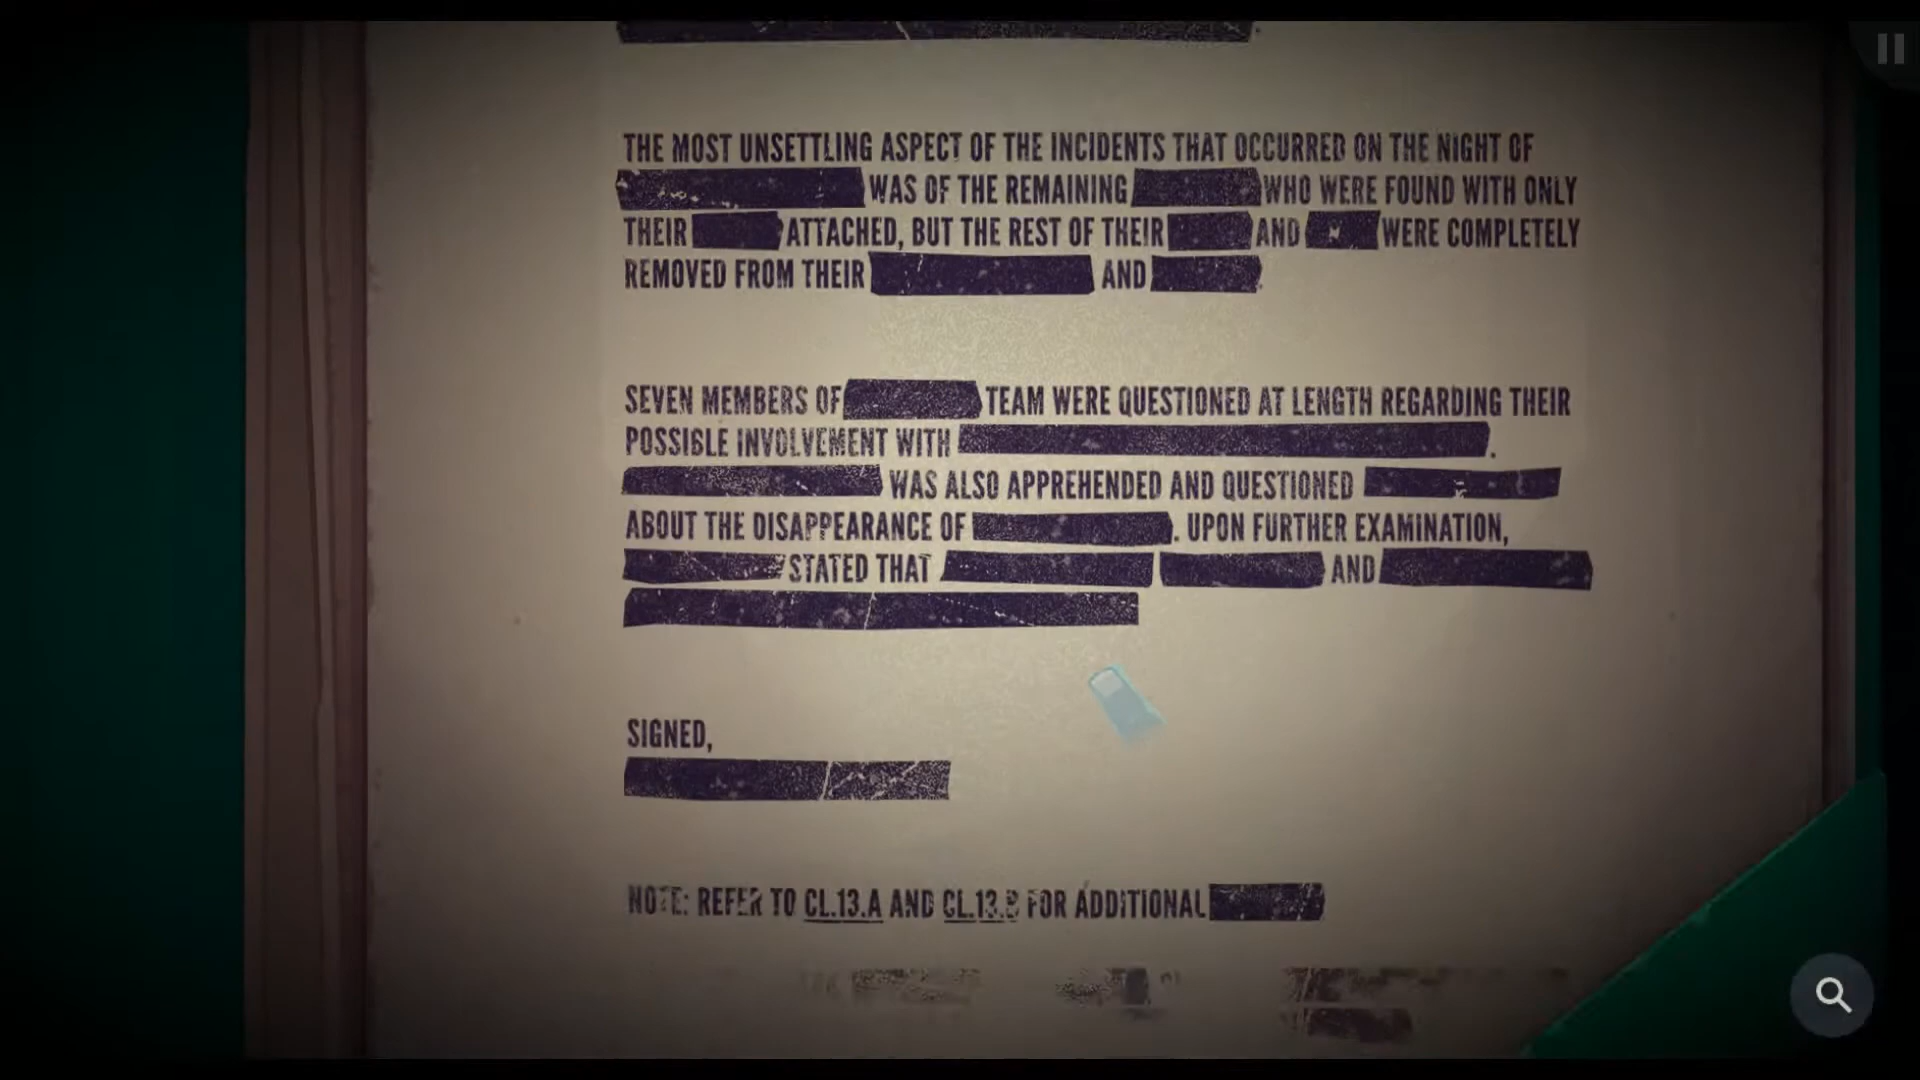 THE MOST UNSETTLING ASPECT OF THE INCIDENTS THAT OCCURRED ON THE NIGHT OF
WAS OF THE REMAINING WHO WERE FOUND WITH ONLY
THEIR ATTACHED, BUT THE REST OF THEIR AND WERE COMPLETELY
REMOVED FROM THEIR AND .
SEVEN MEMBERS OF TEAM WERE QUESTIONED AT LENGTH REGARDING THEIR
POSSIBLE INVOLVEMENT WITH .
WAS ALSO APPREHENDED AND QUESTIONED
ABOUT THE DISAPPEARANCE OF . UPON FURTHER EXAMINATION,
STATED THAT AND
SIGNED,
NOTE: REFER TO CL.13.A AND CL.13.B FOR ADDITIONAL